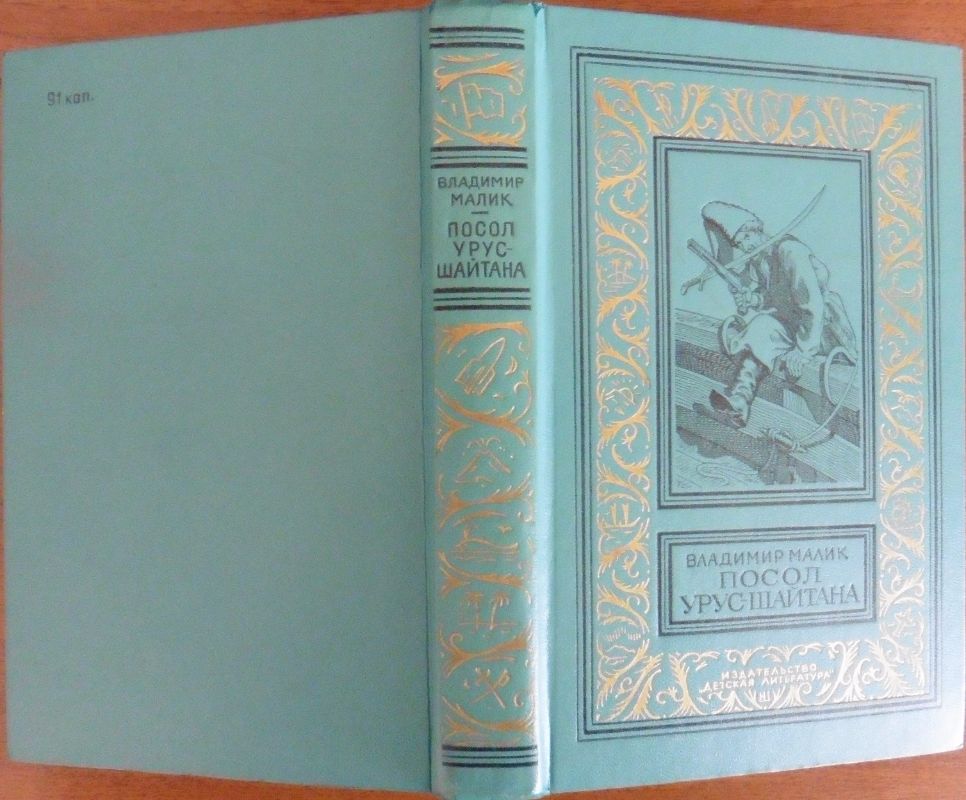 91 коп.
ВЛАДИМИР
МАЛИК
—
ПОСОЛ
УРУС-
ШАЙТАНА
ВЛАДИМИР МАЛИК
ПОСОЛ
УРУС-ШАЙТАНА
ИЗДАТЕЛЬСТВО
„ДЕТСКАЯ ЛИТЕРАТУРА"